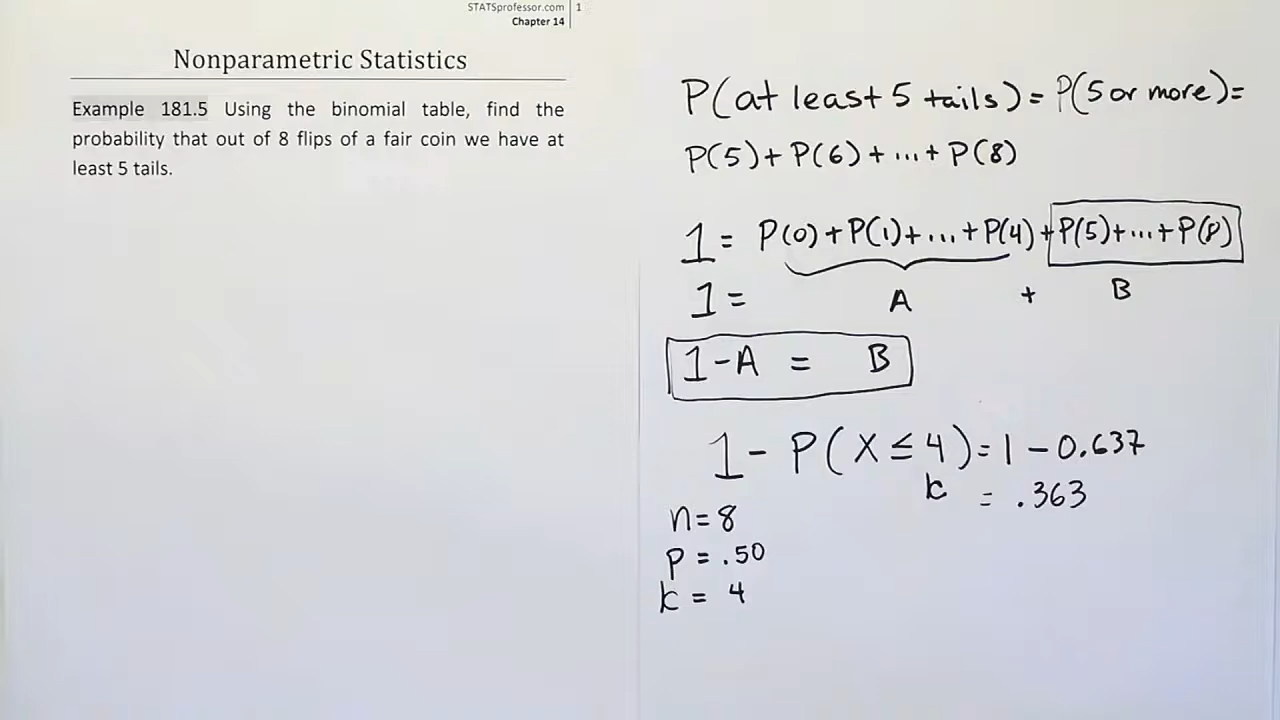 STATSprofessor.com 1
Chapter 14
Nonparametric Statistics
Example 181.5 Using the binomial table, find the
probability that out of 8 flips of a fair coin we have at
least 5 tails.
P(at least 5 tails) = P(5 or more) =
P(5) + P(6) + ... + P(8)
1 = P(0) + P(1) + ... + P(4) + P(5) + ... + P(8)
1 = A + B
1 - A = B
1 - P(X ≤ 4) = 1 - 0.637
k = .363
n = 8
p = .50
k = 4